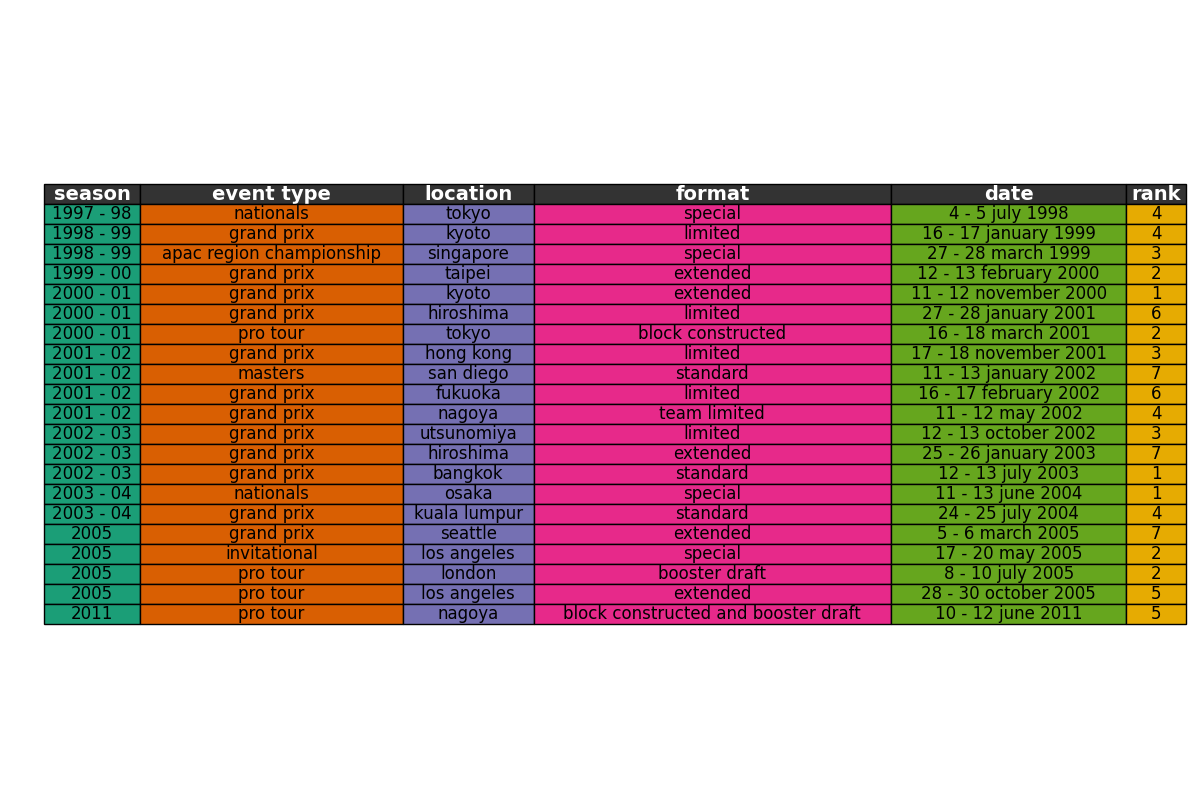 season event type location format date rank
1997 - 98 nationals tokyo special 4 - 5 july 1998 4
1998 - 99 grand prix kyoto limited 16 - 17 january 1999 4
1998 - 99 apac region championship singapore special 27 - 28 march 1999 3
1999 - 00 grand prix taipei extended 12 - 13 february 2000 2
2000 - 01 grand prix kyoto extended 11 - 12 november 2000 1
2000 - 01 grand prix hiroshima limited 27 - 28 january 2001 6
2000 - 01 pro tour tokyo block constructed 16 - 18 march 2001 2
2001 - 02 grand prix hong kong limited 17 - 18 november 2001 3
2001 - 02 masters san diego standard 11 - 13 january 2002 7
2001 - 02 grand prix fukuoka limited 16 - 17 february 2002 6
2001 - 02 grand prix nagoya team limited 11 - 12 may 2002 4
2002 - 03 grand prix utsunomiya limited 12 - 13 october 2002 3
2002 - 03 grand prix hiroshima extended 25 - 26 january 2003 7
2002 - 03 grand prix bangkok standard 12 - 13 july 2003 1
2003 - 04 nationals osaka special 11 - 13 june 2004 1
2003 - 04 grand prix kuala lumpur standard 24 - 25 july 2004 4
2005 grand prix seattle extended 5 - 6 march 2005 7
2005 invitational los angeles special 17 - 20 may 2005 2
2005 pro tour london booster draft 8 - 10 july 2005 2
2005 pro tour los angeles extended 28 - 30 october 2005 5
2011 pro tour nagoya block constructed and booster draft 10 - 12 june 2011 5